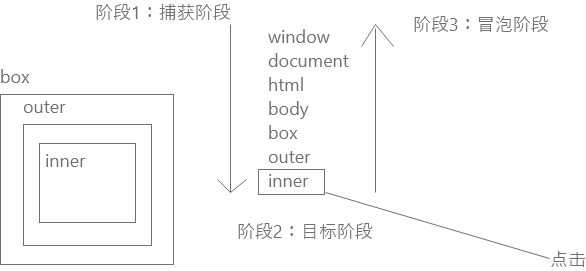 阶段1：捕获阶段
阶段3：冒泡阶段
window
document
html
body
box
outer
inner
box
outer
inner
阶段2：目标阶段
点击